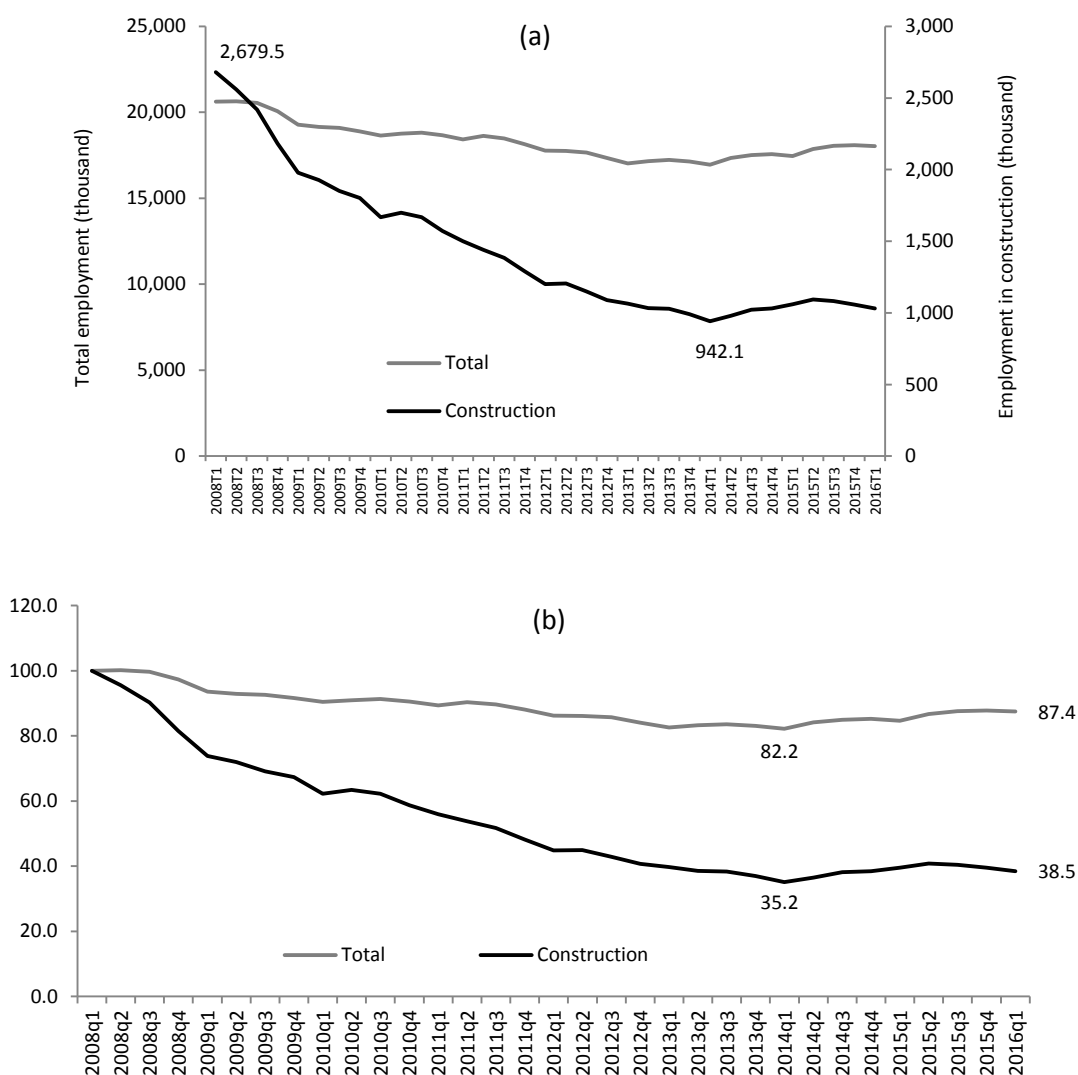 (a)
2,679.5
942.1
Total employment (thousand)
25,000
20,000
15,000
10,000
5,000
0
Employment in construction (thousand)
3,000
2,500
2,000
1,500
1,000
500
0
Total
Construction
2008T1
2008T2
2008T3
2008T4
2009T1
2009T2
2009T3
2009T4
2010T1
2010T2
2010T3
2010T4
2011T1
2011T2
2011T3
2011T4
2012T1
2012T2
2012T3
2012T4
2013T1
2013T2
2013T3
2013T4
2014T1
2014T2
2014T3
2014T4
2015T1
2015T2
2015T3
2015T4
2016T1
(b)
120.0
100.0
80.0
60.0
40.0
20.0
0.0
87.4
82.2
38.5
35.2
Total
Construction
2008q1
2008q2
2008q3
2008q4
2009q1
2009q2
2009q3
2009q4
2010q1
2010q2
2010q3
2010q4
2011q1
2011q2
2011q3
2011q4
2012q1
2012q2
2012q3
2012q4
2013q1
2013q2
2013q3
2013q4
2014q1
2014q2
2014q3
2014q4
2015q1
2015q2
2015q3
2015q4
2016q1